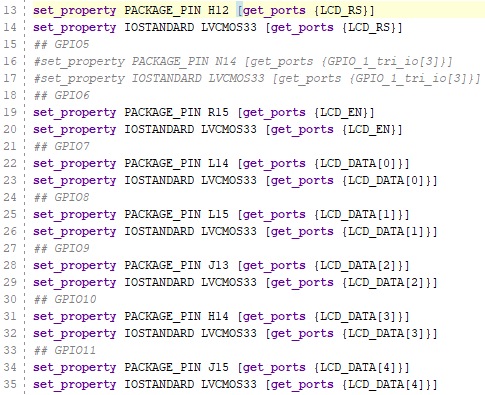 13 set_property PACKAGE_PIN H12 [get_ports {LCD_RS}]
14 set_property IOSTANDARD LVCMOS33 [get_ports {LCD_RS}]
15 ## GPIO5
16 #set_property PACKAGE_PIN N14 [get_ports {GPIO_1_tri_io[3]}]
17 #set_property IOSTANDARD LVCMOS33 [get_ports {GPIO_1_tri_io[3]}]
18 ## GPIO6
19 set_property PACKAGE_PIN R15 [get_ports {LCD_EN}]
20 set_property IOSTANDARD LVCMOS33 [get_ports {LCD_EN}]
21 ## GPIO7
22 set_property PACKAGE_PIN L14 [get_ports {LCD_DATA[0]}]
23 set_property IOSTANDARD LVCMOS33 [get_ports {LCD_DATA[0]}]
24 ## GPIO8
25 set_property PACKAGE_PIN L15 [get_ports {LCD_DATA[1]}]
26 set_property IOSTANDARD LVCMOS33 [get_ports {LCD_DATA[1]}]
27 ## GPIO9
28 set_property PACKAGE_PIN J13 [get_ports {LCD_DATA[2]}]
29 set_property IOSTANDARD LVCMOS33 [get_ports {LCD_DATA[2]}]
30 ## GPIO10
31 set_property PACKAGE_PIN H14 [get_ports {LCD_DATA[3]}]
32 set_property IOSTANDARD LVCMOS33 [get_ports {LCD_DATA[3]}]
33 ## GPIO11
34 set_property PACKAGE_PIN J15 [get_ports {LCD_DATA[4]}]
35 set_property IOSTANDARD LVCMOS33 [get_ports {LCD_DATA[4]}]